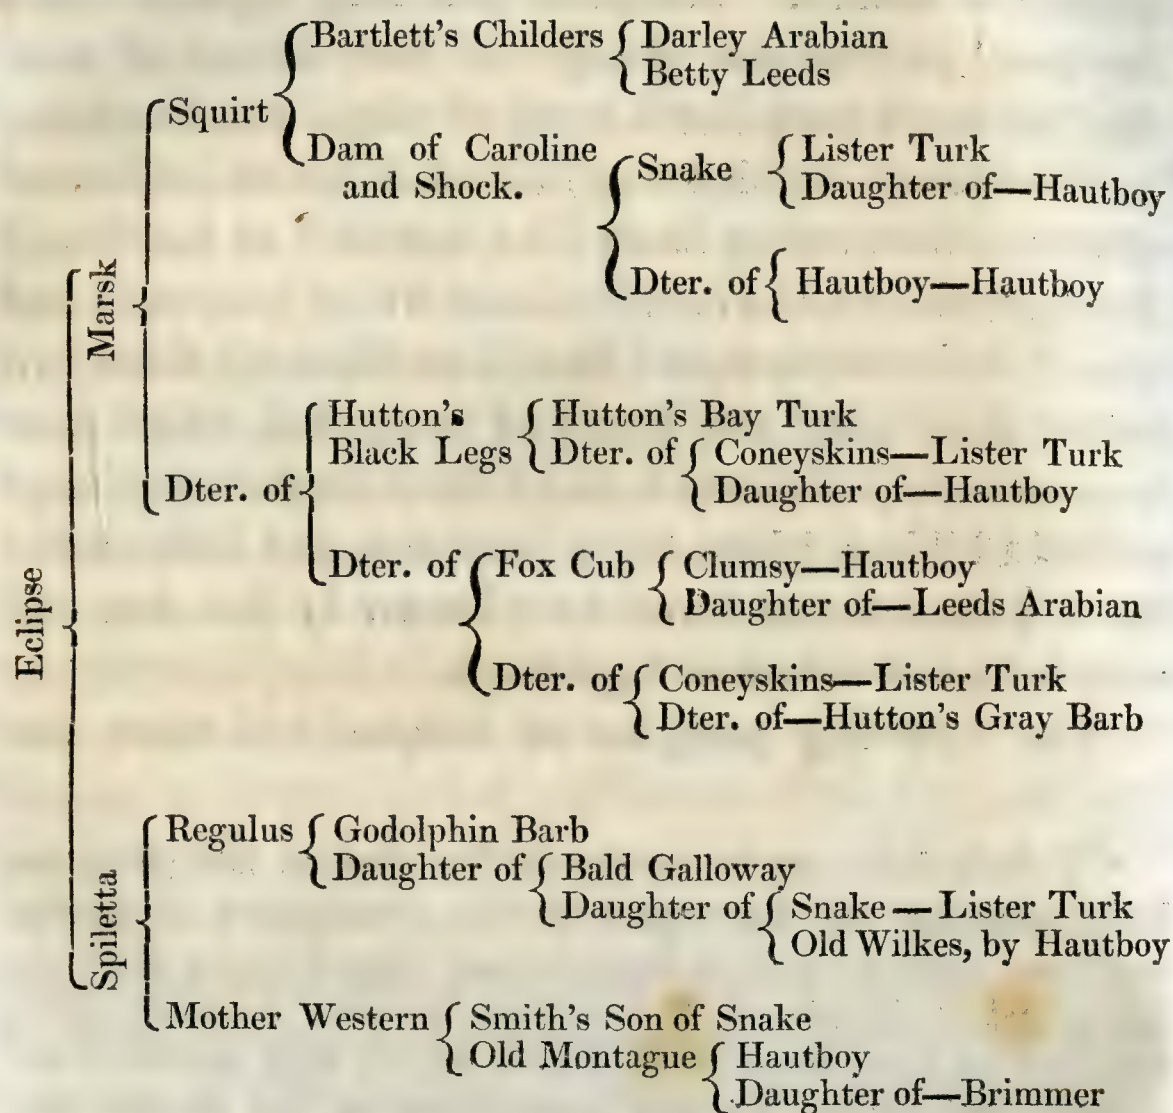 Bartlett's Childers Darley Arabian
Betty Leeds
Squirt
Dam of Caroline
and Shock.
Snake Lister Turk
Daughter of—Hautboy
Dter. of Hautboy—Hautboy
Marsk
Hutton's Hutton's Bay Turk
Black Legs Dter. of Coneyskins—Lister Turk
Daughter of—Hautboy
Dter. of
Dter. of Fox Cub Clumsy—Hautboy
Daughter of—Leeds Arabian
Dter. of Coneyskins—Lister Turk
Dter. of—Hutton's Gray Barb
Eclipse
Regulus Godolphin Barb
Daughter of Bald Galloway
Daughter of Snake—Lister Turk
Old Wilkes, by Hautboy
Spiletta
Mother Western Smith's Son of Snake
Old Montague Hautboy
Daughter of—Brimmer